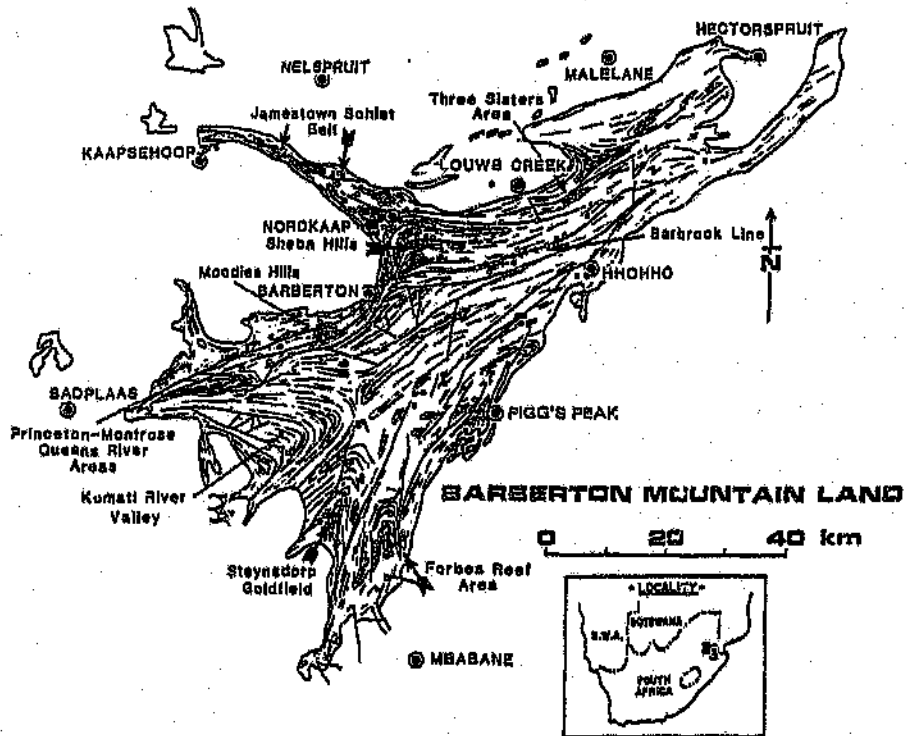 HECTORSPRUIT
NELSPRUIT
MALELANE
Three Sisters
Area
Jamestown Schist
Belt
KAAPSEHOOP
LOUWS CREEK
NORDKAAP
Sheba Hills
Barbrook Line
N
Moodies Hills
BARBERTON
HHOHHO
BADPLAAS
PIGG'S PEAK
Princeton-Montrose
Queens River
Areas
Komati River
Valley
BARBERTON MOUNTAIN LAND
0 20 40 km
Steynsdorp
Goldfield
Forbes Reef
Area
LOCALITY
S.W.A.
BOTSWANA
SOUTH
AFRICA
MBABANE